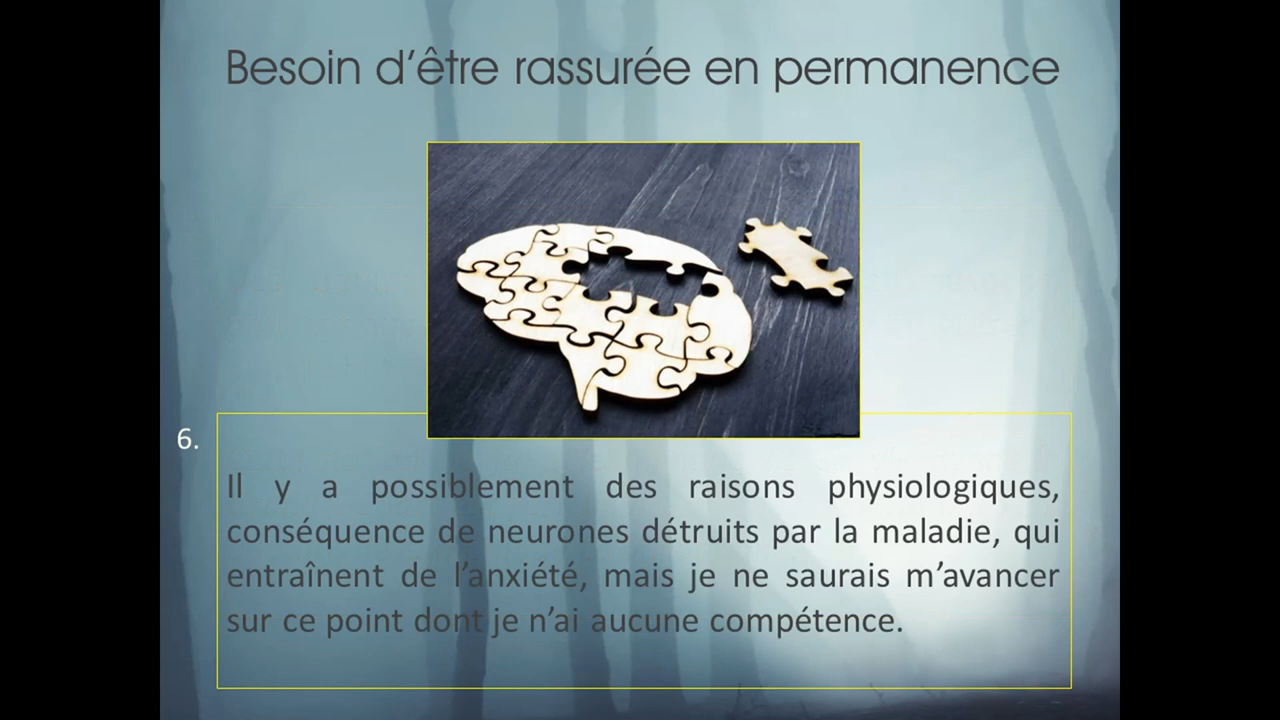 Besoin d’être rassurée en permanence
6.
Il y a possiblement des raisons physiologiques,
conséquence de neurones détruits par la maladie, qui
entraînent de l’anxiété, mais je ne saurais m’avancer
sur ce point dont je n’ai aucune compétence.